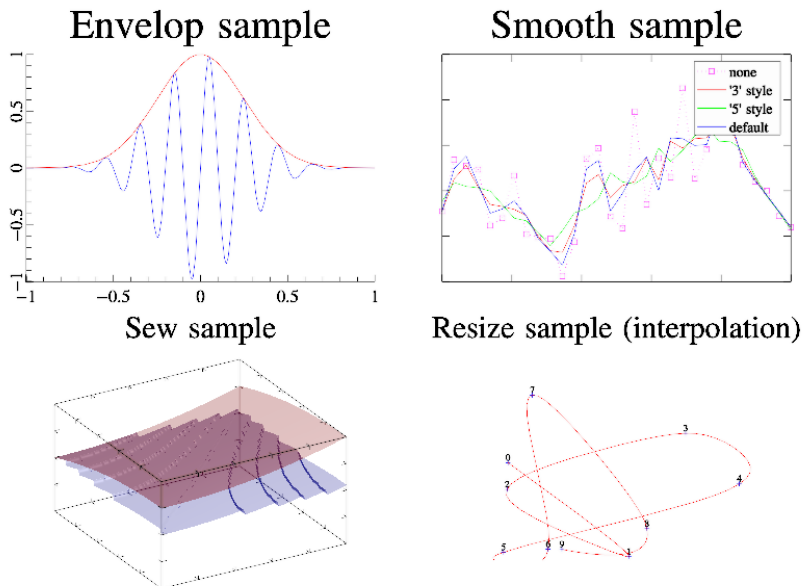 Envelop sample
Smooth sample
1
0.5
0
−0.5
−1
−1
−0.5
0
0.5
1
none
'3' style
'5' style
default
Sew sample
Resize sample (interpolation)
7
3
0
2
4
8
5
6
9
1